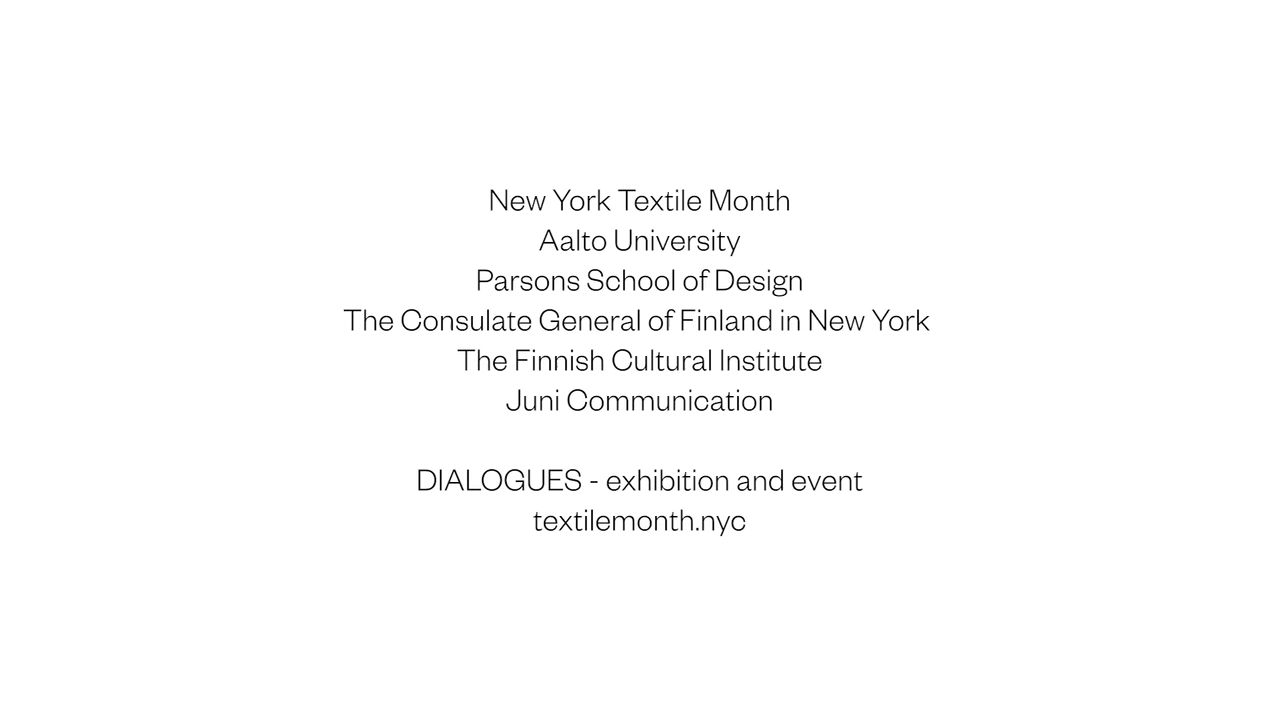 New York Textile Month
Aalto University
Parsons School of Design
The Consulate General of Finland in New York
The Finnish Cultural Institute
Juni Communication
DIALOGUES - exhibition and event
textilemonth.nyc